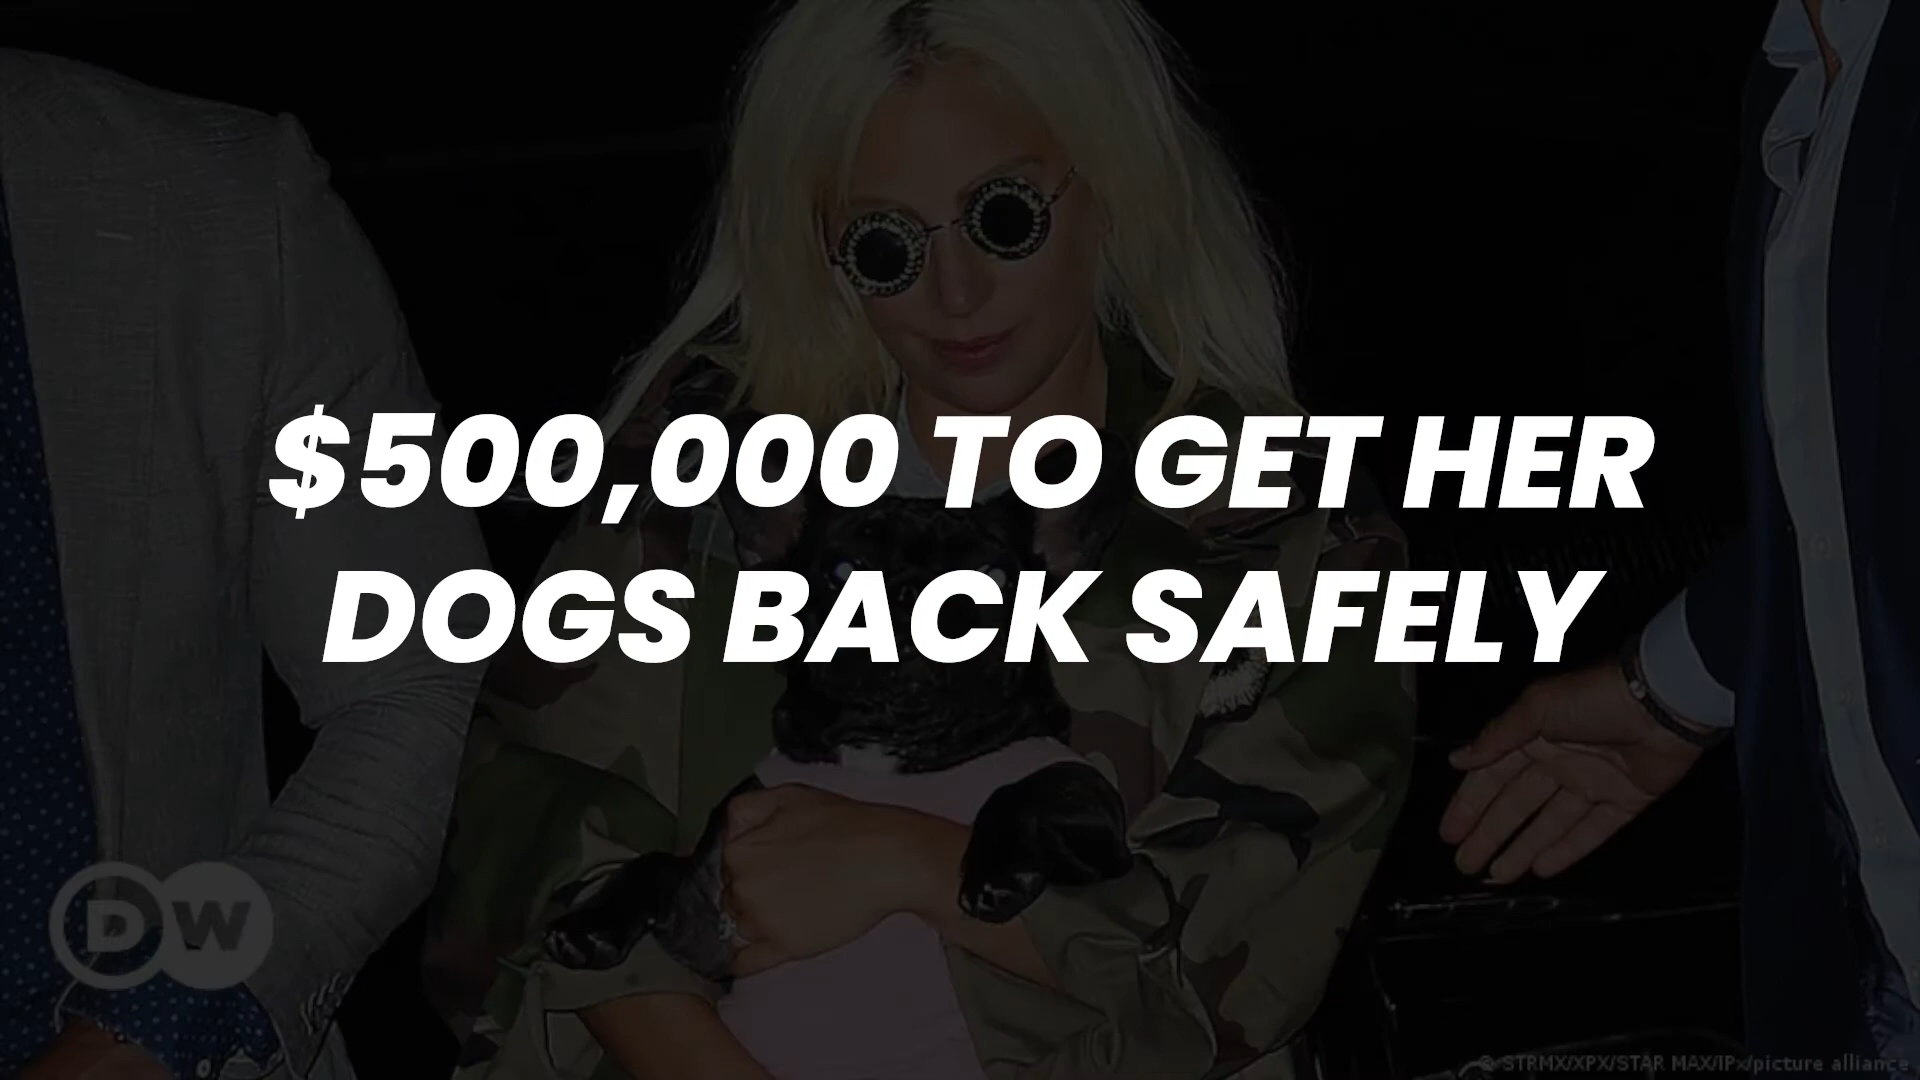 $500,000 TO GET HER
DOGS BACK SAFELY
DW
© STRMX/XPX/STAR MAX/IPx/picture alliance